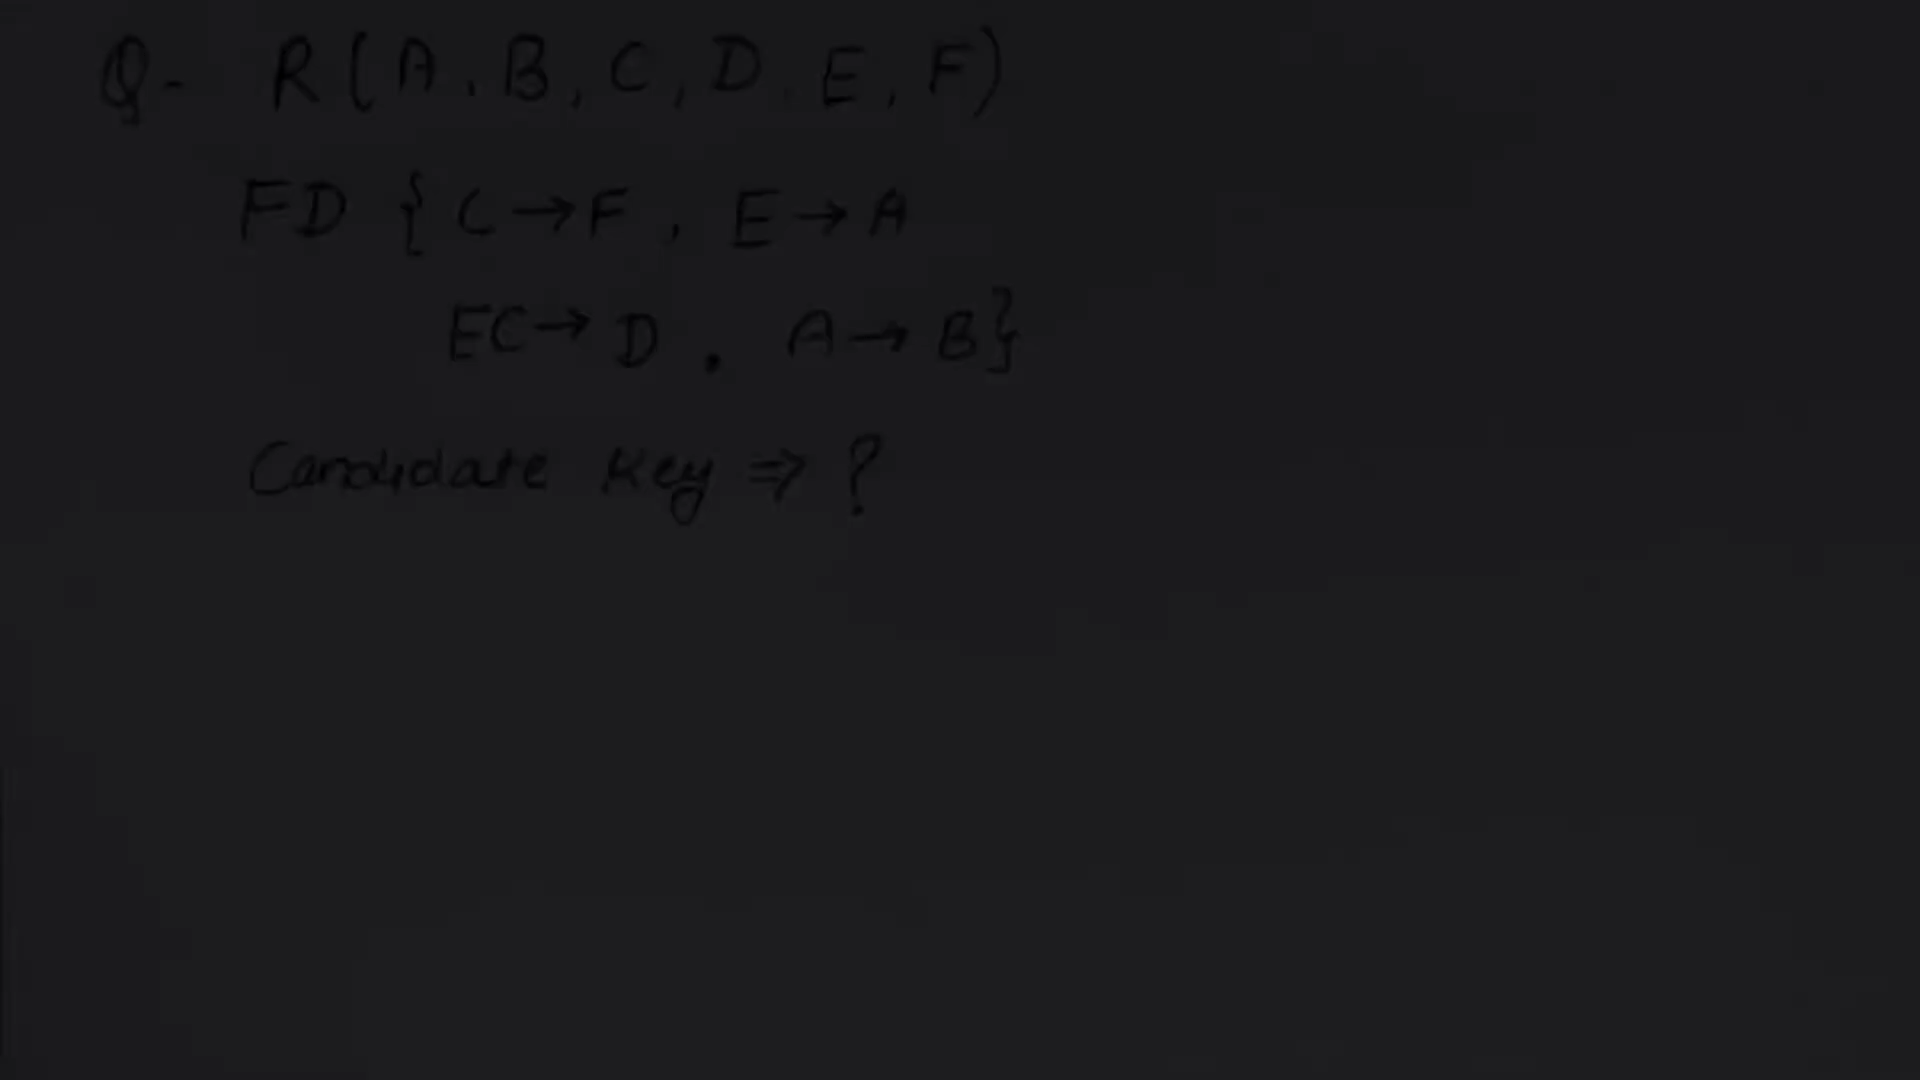 Q- R(A, B, C, D, E, F)
FD {C→F, E→A
EC→D, A→B}
Candidate Key ⇒ ?